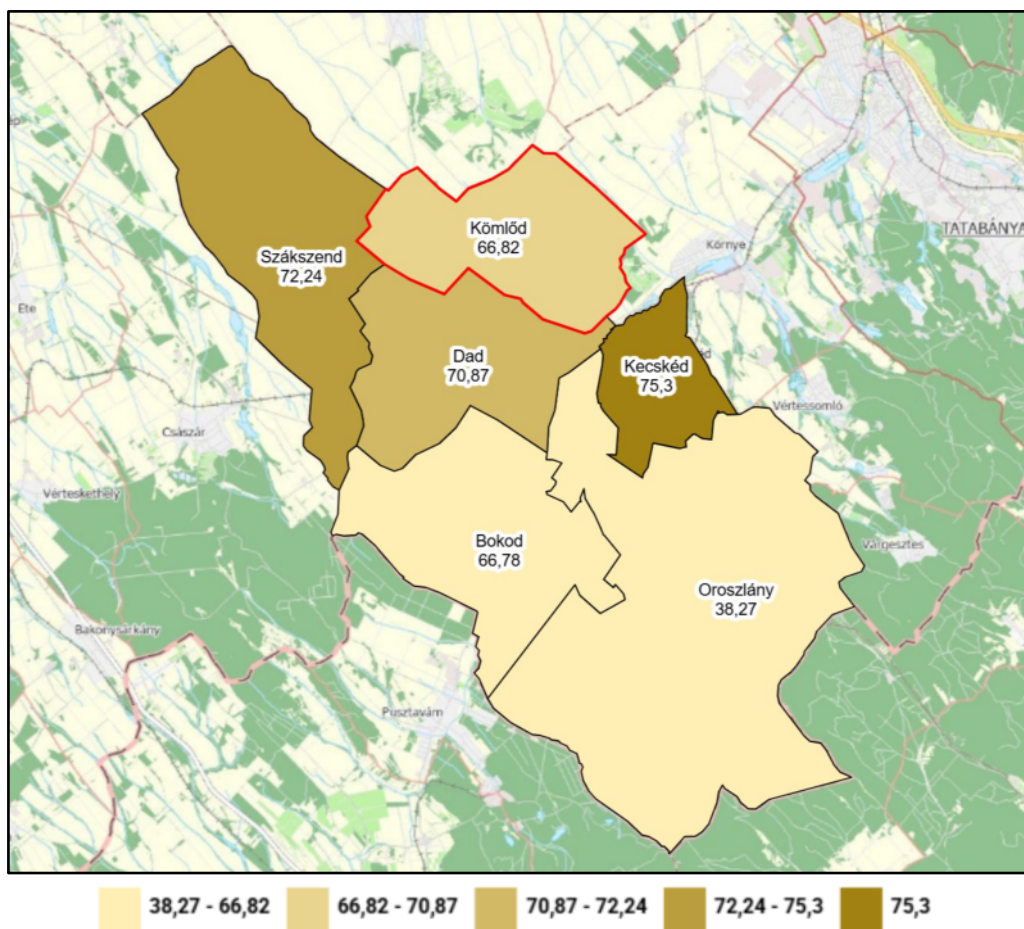 TATABÁNYA
Környe
Kömlőd
66,82
Szákszend
72,24
Ete
Dad
70,87
Kecskéd
75,3
Vértessomló
Császár
Vérteskethely
Bokod
66,78
Várgesztes
Oroszlány
38,27
Bakonysárkány
Pusztavám
38,27 - 66,82
66,82 - 70,87
70,87 - 72,24
72,24 - 75,3
75,3